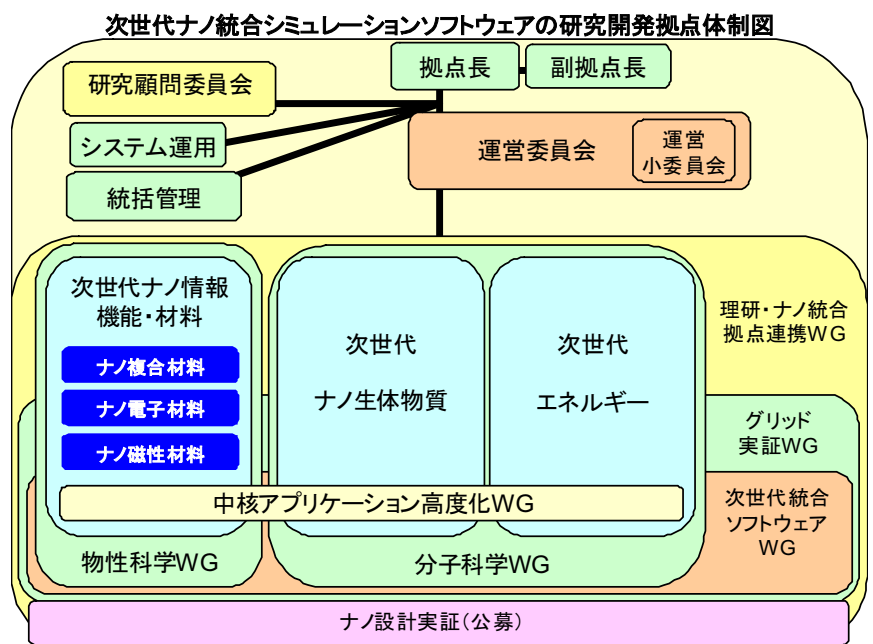 次世代ナノ統合シミュレーションソフトウェアの研究開発拠点体制図
拠点長
副拠点長
研究顧問委員会
システム運用
統括管理
運営委員会
運営
小委員会
次世代ナノ情報
機能・材料
ナノ複合材料
ナノ電子材料
ナノ磁性材料
次世代
ナノ生体物質
次世代
エネルギー
理研・ナノ統合
拠点連携WG
グリッド
実証WG
次世代統合
ソフトウェア
WG
中核アプリケーション高度化WG
物性科学WG
分子科学WG
ナノ設計実証(公募)